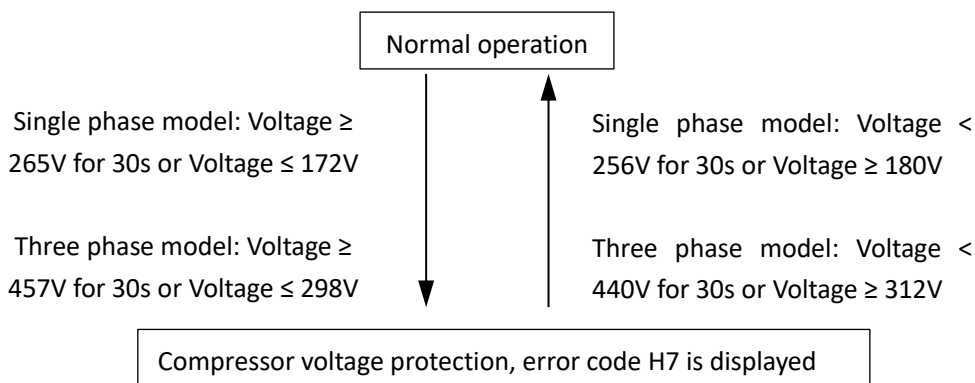 Normal operation
Single phase model: Voltage ≥
265V for 30s or Voltage ≤ 172V
Three phase model: Voltage ≥
457V for 30s or Voltage ≤ 298V
Single phase model: Voltage <
256V for 30s or Voltage ≥ 180V
Three phase model: Voltage <
440V for 30s or Voltage ≥ 312V
Compressor voltage protection, error code H7 is displayed